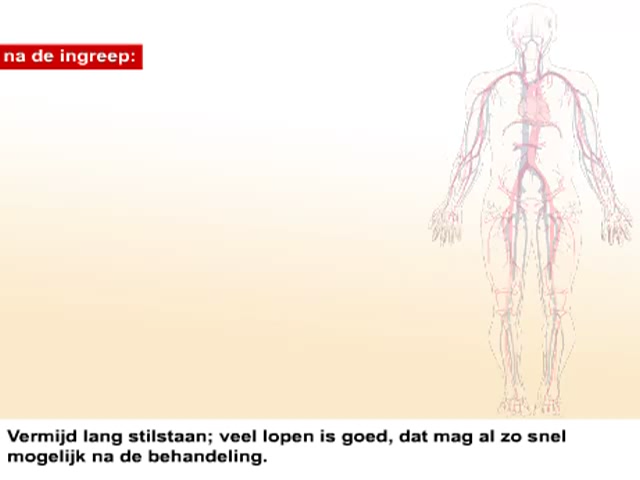 na de ingreep:
Vermijd lang stilstaan; veel lopen is goed, dat mag al zo snel
mogelijk na de behandeling.